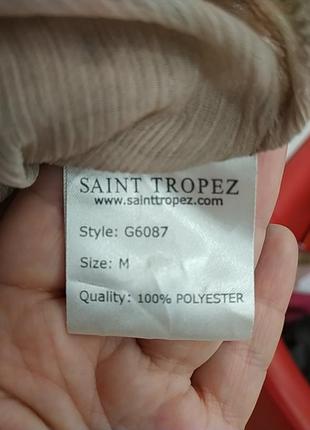 SAINT TROPEZ
www.sainttropez.com
Style: G6087
Size: M
Quality: 100% POLYESTER